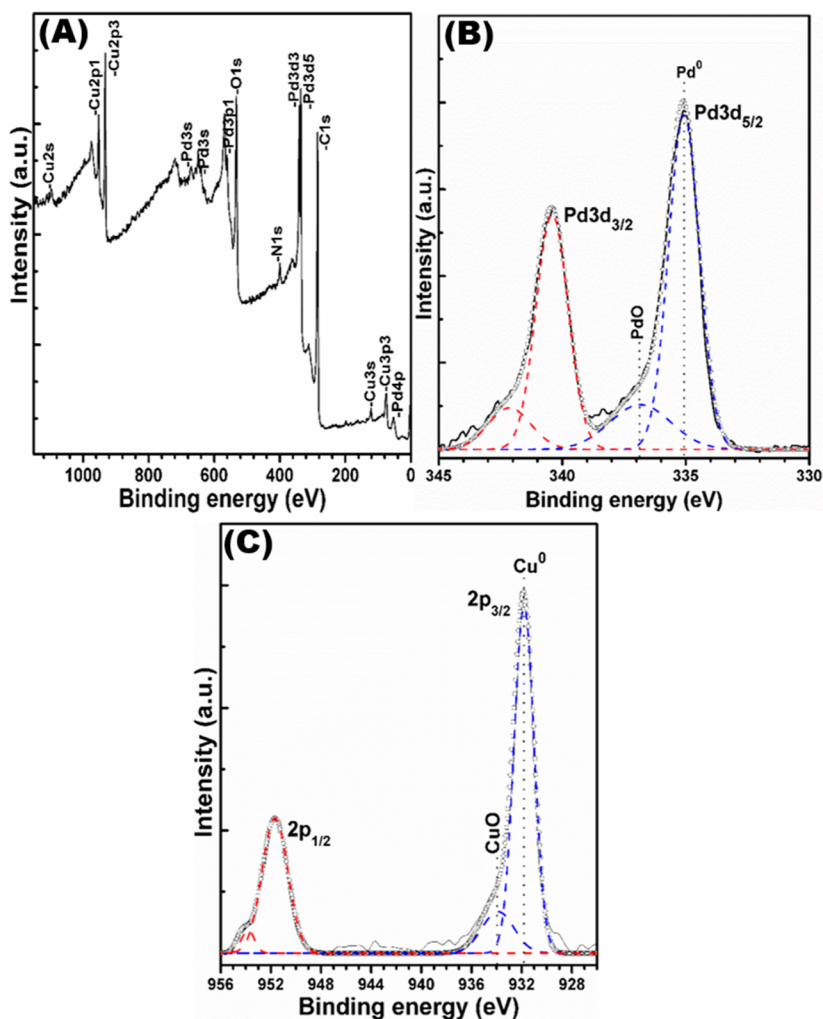 (A)
Cu2s
-Cu2p1
-Cu2p3
-Pd3s
Pd3s
-Pd3p1
-O1s
-N1s
-Pd3d3
-Pd3d5
-C1s
Cu3s
Cu3p3
-Pd4p
Intensity (a.u.)
1000 800 600 400 200 0
Binding energy (eV)
(B)
Pd⁰
Pd3d5/2
Pd3d3/2
PdO
Intensity (a.u.)
345 340 335 330
Binding energy (eV)
(C)
Cu⁰
2p3/2
CuO
2p1/2
Intensity (a.u.)
956 952 948 944 940 936 932 928
Binding energy (eV)